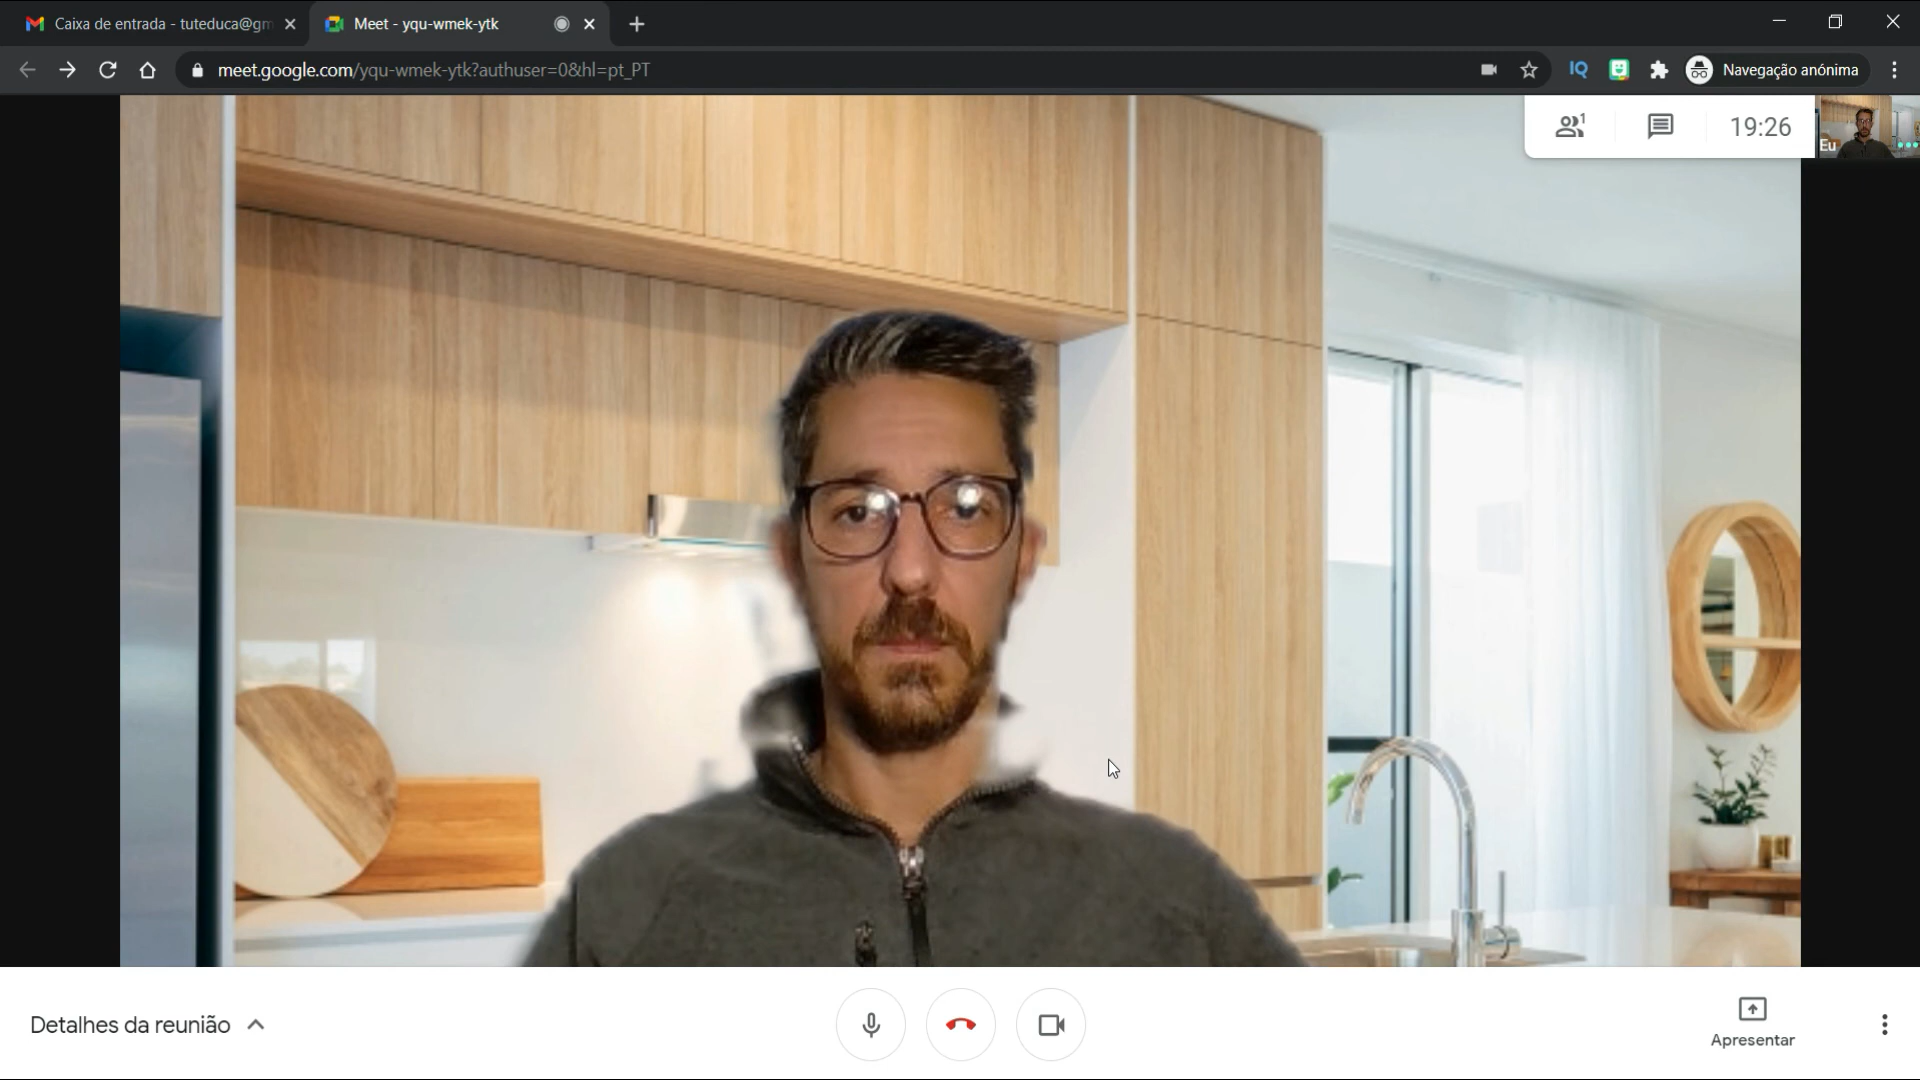 Caixa de entrada - tuteduca@gm
Meet - yqu-wmek-ytk
meet.google.com/yqu-wmek-ytk?authuser=0&hl=pt_PT
IQ
Navegação anónima
1
19:26
Eu
Detalhes da reunião
Apresentar